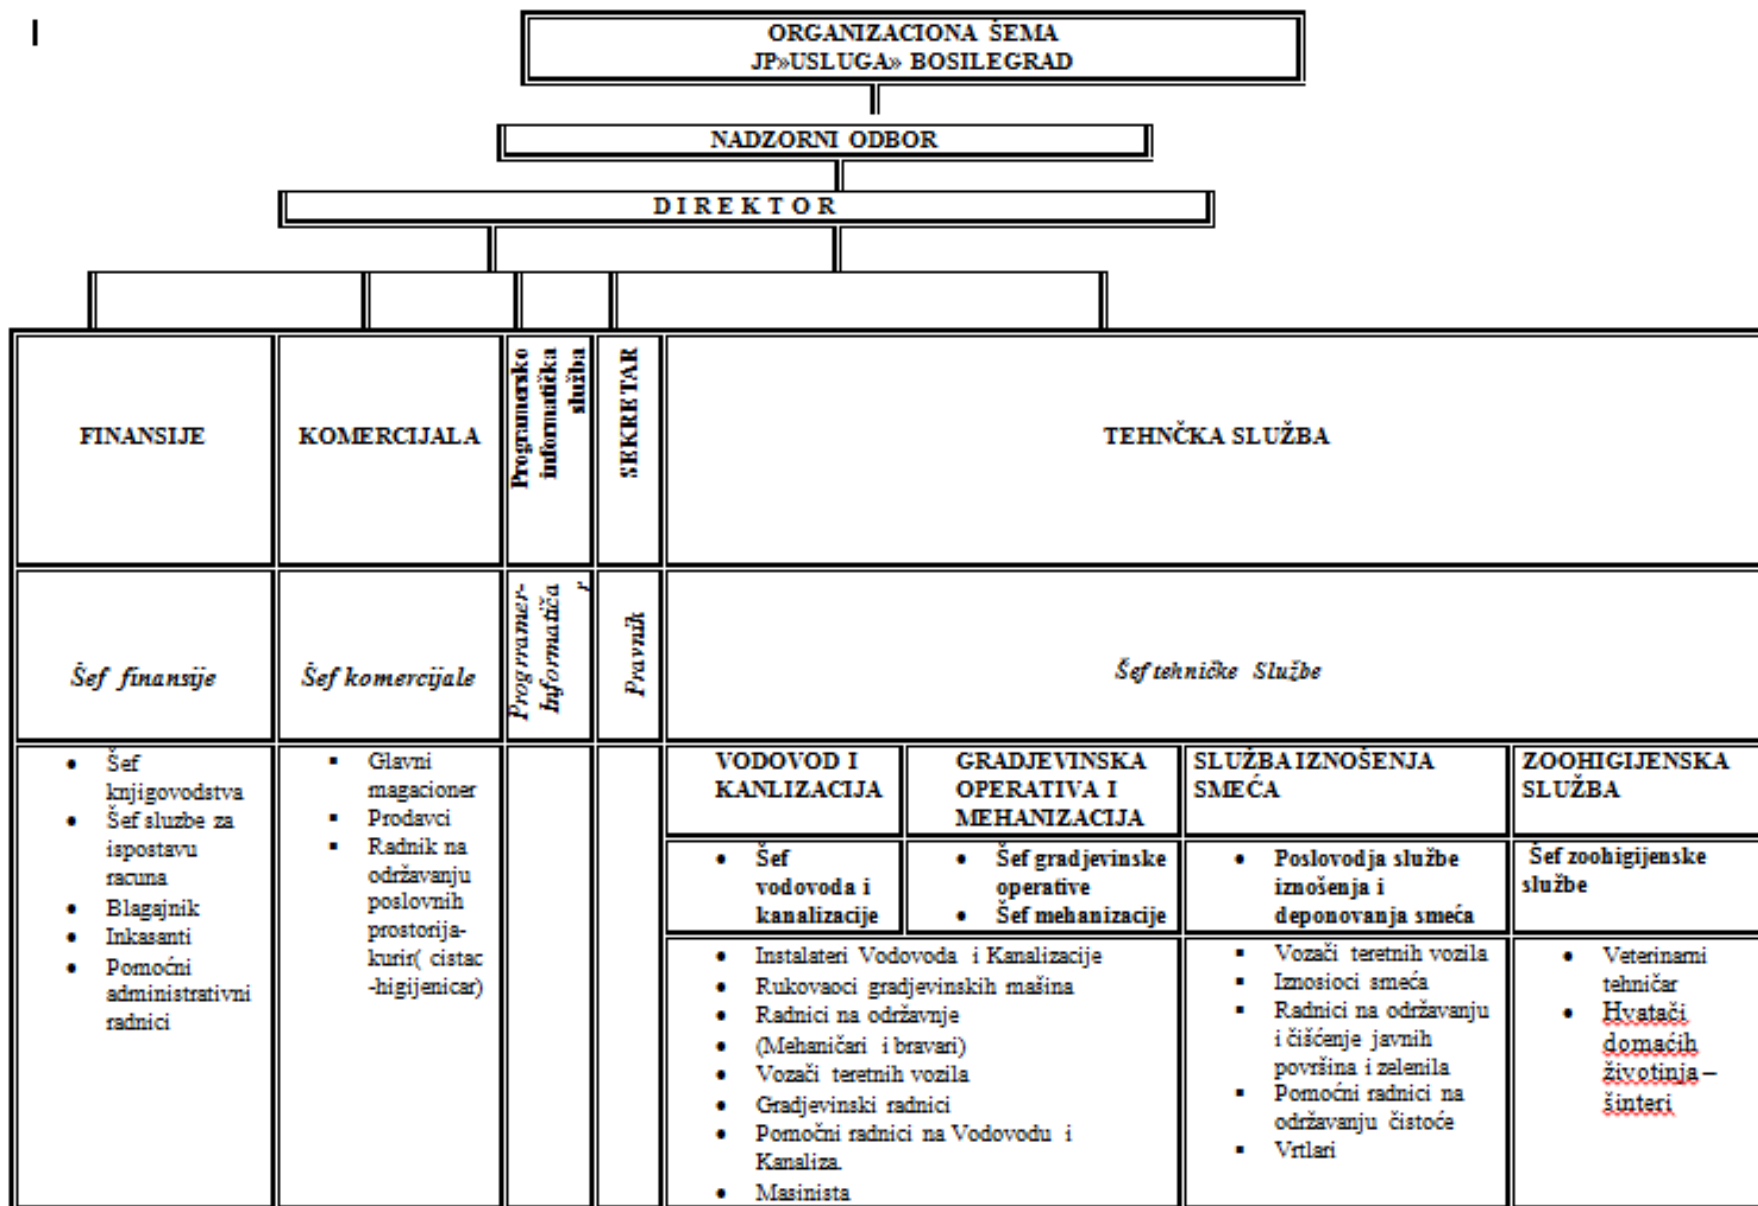 ORGANIZACIONA ŠEMA
JP»USLUGA» BOSILEGRAD
NADZORNI ODBOR
D I R E K T O R
FINANSIJE
KOMERCIJALA
Programersko
informatička
služba
SEKRETAR
TEHNČKA SLUŽBA
Šef finansije
Šef komercijale
Progrramer-
Informatiča
r
Pravnik
Šef tehničke Službe
• Šef
knjigovodstva
• Šef sluzbe za
ispostavu
racuna
• Blagajnik
• Inkasanti
• Pomoćni
administrativni
radnici
▪ Glavni
magacioner
▪ Prodavci
▪ Radnik na
održavanju
poslovnih
prostorija-
kurir( cistac
-higijenicar)
VODOVOD I
KANLIZACIJA
GRADJEVINSKA
OPERATIVA I
MEHANIZACIJA
SLUŽBA IZNOŠENJA
SMEĆA
ZOOHIGIJENSKA
SLUŽBA
• Šef
vodovoda i
kanalizacije
• Šef gradjevinske
operative
• Šef mehanizacije
• Poslovodja službe
iznošenja i
deponovanja smeća
Šef zoohigijenske
službe
• Instalateri Vodovoda i Kanalizacije
• Rukovaoci gradjevinskih mašina
• Radnici na održavnje
• (Mehaničari i bravari)
• Vozači teretnih vozila
• Gradjevinski radnici
• Pomočni radnici na Vodovodu i
Kanaliza.
• Masinista
▪ Vozači teretnih vozila
▪ Iznosioci smeća
▪ Radnici na održavanju
i čišćenje javnih
površina i zelenila
▪ Pomoćni radnici na
održavanju čistoće
▪ Vrtlari
• Veterinarni
tehničar
• Hvatači
domaćih
životinja –
šinteri